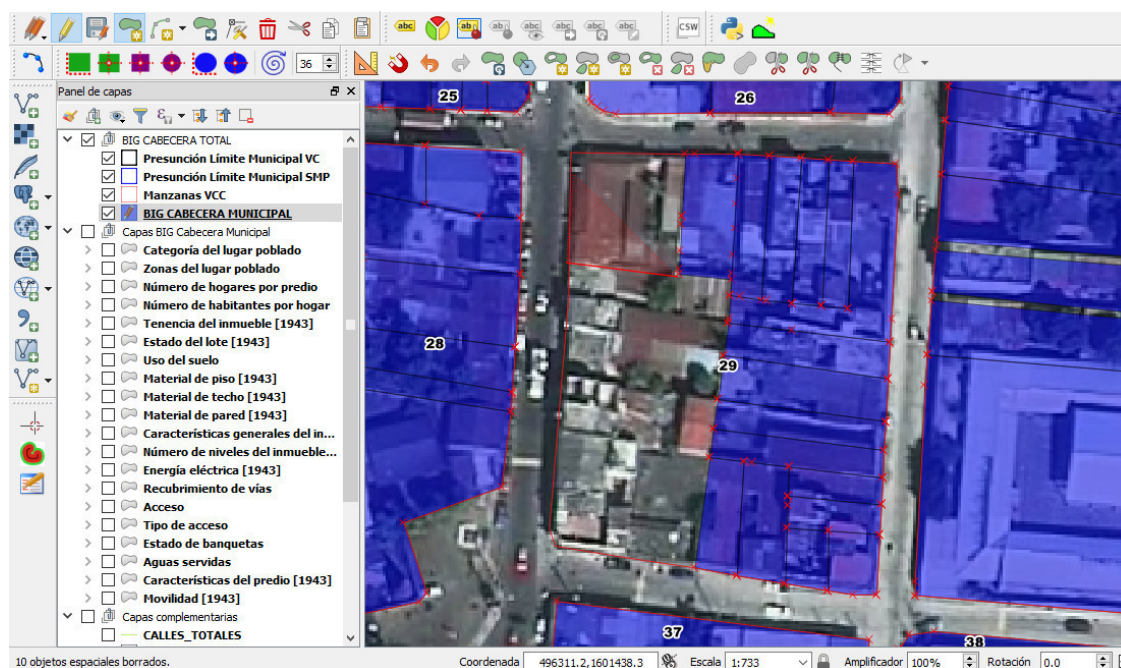 abc
abc
ab
abc
abc
abc
abc
CSW
36
Panel de capas
BIG CABECERA TOTAL
Presunción Límite Municipal VC
Presunción Límite Municipal SMP
Manzanas VCC
BIG CABECERA MUNICIPAL
Capas BIG Cabecera Municipal
Categoría del lugar poblado
Zonas del lugar poblado
Número de hogares por predio
Número de habitantes por hogar
Tenencia del inmueble [1943]
Estado del lote [1943]
Uso del suelo
Material de piso [1943]
Material de techo [1943]
Material de pared [1943]
Características generales del in...
Número de niveles del inmueble...
Energía eléctrica [1943]
Recubrimiento de vías
Acceso
Tipo de acceso
Estado de banquetas
Aguas servidas
Características del predio [1943]
Movilidad [1943]
Capas complementarias
CALLES_TOTALES
25
26
28
29
37
38
10 objetos espaciales borrados.
Coordenada 496311.2,1601438.3 Escala 1:733 Amplificador 100% Rotación 0.0